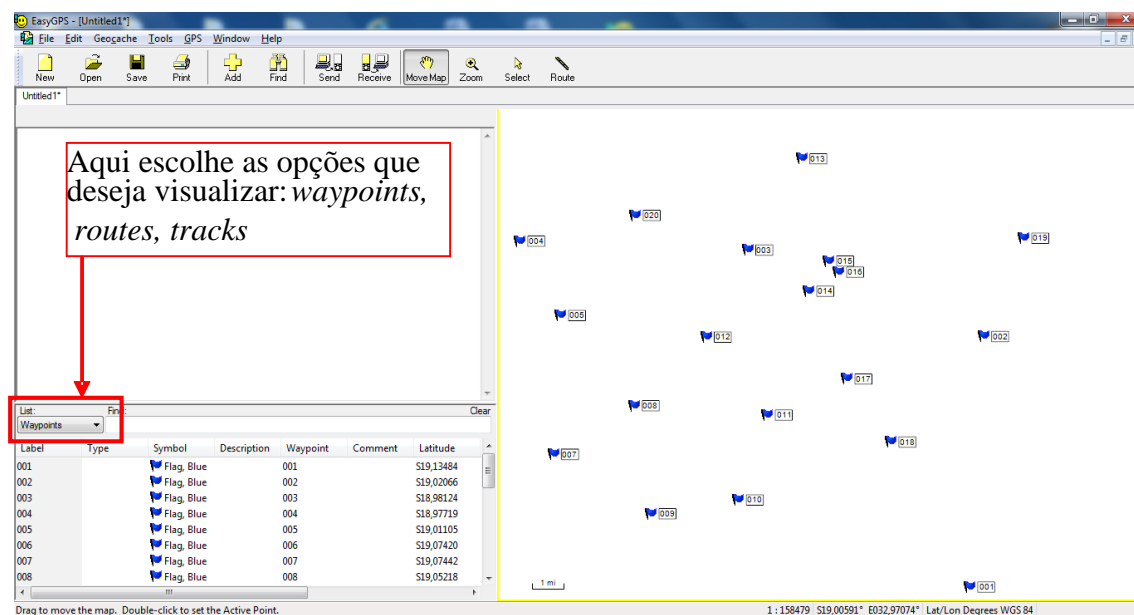 EasyGPS - [Untitled1*]
File Edit Geocache Tools GPS Window Help
New Open Save Print Add Find Send Receive Move Map Zoom Select Route
Untitled1*
Aqui escolhe as opções que
deseja visualizar: waypoints,
routes, tracks
List: Find: Clear
Waypoints
Label Type Symbol Description Waypoint Comment Latitude
001 Flag, Blue 001 S19,13484
002 Flag, Blue 002 S19,02066
003 Flag, Blue 003 S18,98124
004 Flag, Blue 004 S18,97719
005 Flag, Blue 005 S19,01105
006 Flag, Blue 006 S19,07420
007 Flag, Blue 007 S19,07442
008 Flag, Blue 008 S19,05218
013
020
004
019
003
015
016
014
005
012
002
017
008
011
018
007
010
009
1 mi
001
Drag to move the map. Double-click to set the Active Point.
1 : 158479 S19,00591° E032,97074° Lat/Lon Degrees WGS 84